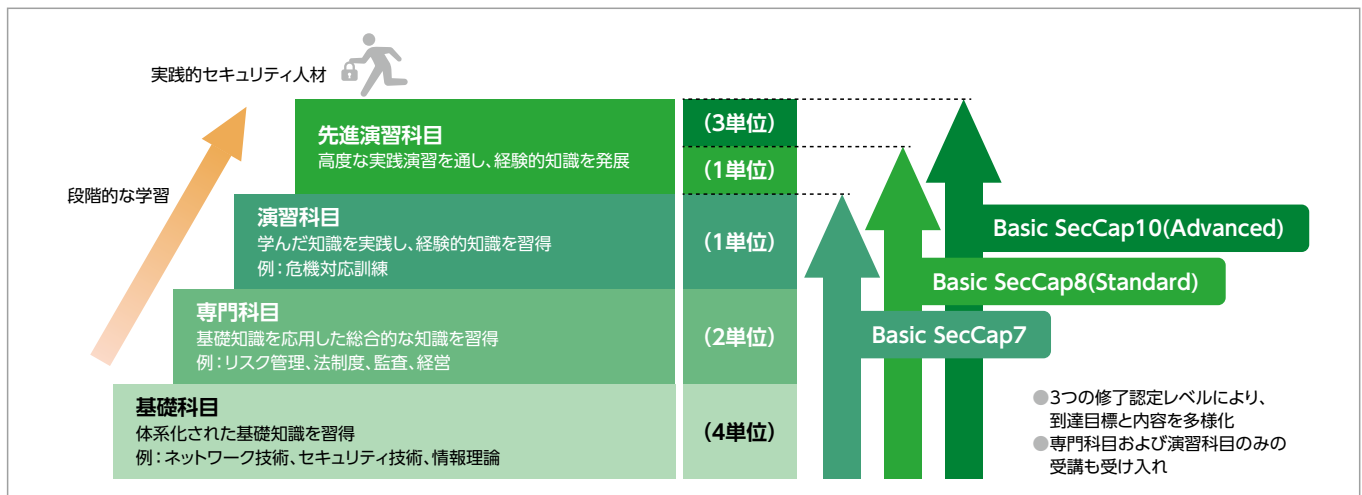 実践的セキュリティ人材
段階的な学習
先進演習科目
高度な実践演習を通し、経験的知識を発展
(3単位)
(1単位)
演習科目
学んだ知識を実践し、経験的知識を習得
例：危機対応訓練
(1単位)
専門科目
基礎知識を応用した総合的な知識を習得
例：リスク管理、法制度、監査、経営
(2単位)
基礎科目
体系化された基礎知識を習得
例：ネットワーク技術、セキュリティ技術、情報理論
(4単位)
Basic SecCap10(Advanced)
Basic SecCap8(Standard)
Basic SecCap7
●3つの修了認定レベルにより、
到達目標と内容を多様化
●専門科目および演習科目のみの
受講も受け入れ